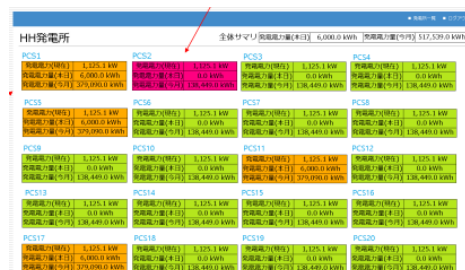 発電所一覧 ログアウト
HH発電所 全体サマリ 発電電力量(本日) 6,000.0 kWh 発電電力量(今月) 517,539.0 kWh
PCS1 PCS2 PCS3 PCS4
発電電力(現在) 1,125.1 kW 発電電力(現在) 1,125.1 kW 発電電力(現在) 1,125.1 kW 発電電力(現在) 1,125.1 kW
発電電力量(本日) 6,000.0 kWh 発電電力量(本日) 0.0 kWh 発電電力量(本日) 0.0 kWh 発電電力量(本日) 0.0 kWh
発電電力量(今月) 379,090.0 kWh 発電電力量(今月) 138,449.0 kWh 発電電力量(今月) 138,449.0 kWh 発電電力量(今月) 138,449.0 kWh
PCS5 PCS6 PCS7 PCS8
発電電力(現在) 1,125.1 kW 発電電力(現在) 1,125.1 kW 発電電力(現在) 1,125.1 kW 発電電力(現在) 1,125.1 kW
発電電力量(本日) 6,000.0 kWh 発電電力量(本日) 0.0 kWh 発電電力量(本日) 0.0 kWh 発電電力量(本日) 0.0 kWh
発電電力量(今月) 379,090.0 kWh 発電電力量(今月) 138,449.0 kWh 発電電力量(今月) 138,449.0 kWh 発電電力量(今月) 138,449.0 kWh
PCS9 PCS10 PCS11 PCS12
発電電力(現在) 1,125.1 kW 発電電力(現在) 1,125.1 kW 発電電力(現在) 1,125.1 kW 発電電力(現在) 1,125.1 kW
発電電力量(本日) 0.0 kWh 発電電力量(本日) 0.0 kWh 発電電力量(本日) 6,000.0 kWh 発電電力量(本日) 0.0 kWh
発電電力量(今月) 138,449.0 kWh 発電電力量(今月) 138,449.0 kWh 発電電力量(今月) 379,090.0 kWh 発電電力量(今月) 138,449.0 kWh
PCS13 PCS14 PCS15 PCS16
発電電力(現在) 1,125.1 kW 発電電力(現在) 1,125.1 kW 発電電力(現在) 1,125.1 kW 発電電力(現在) 1,125.1 kW
発電電力量(本日) 0.0 kWh 発電電力量(本日) 0.0 kWh 発電電力量(本日) 0.0 kWh 発電電力量(本日) 0.0 kWh
発電電力量(今月) 138,449.0 kWh 発電電力量(今月) 138,449.0 kWh 発電電力量(今月) 138,449.0 kWh 発電電力量(今月) 138,449.0 kWh
PCS17 PCS18 PCS19 PCS20
発電電力(現在) 1,125.1 kW 発電電力(現在) 1,125.1 kW 発電電力(現在) 1,125.1 kW 発電電力(現在) 1,125.1 kW
発電電力量(本日) 6,000.0 kWh 発電電力量(本日) 0.0 kWh 発電電力量(本日) 0.0 kWh 発電電力量(本日) 0.0 kWh
発電電力量(今月) 379,090.0 kWh 発電電力量(今月) 138,449.0 kWh 発電電力量(今月) 138,449.0 kWh 発電電力量(今月) 138,449.0 kWh